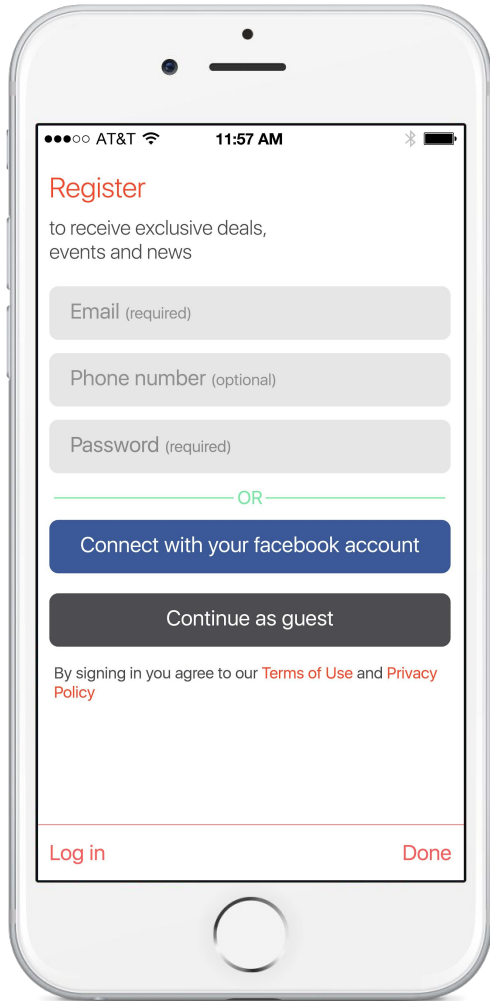 AT&T 11:57 AM
Register
to receive exclusive deals,
events and news
Email (required)
Phone number (optional)
Password (required)
OR
Connect with your facebook account
Continue as guest
By signing in you agree to our Terms of Use and Privacy
Policy
Log in Done